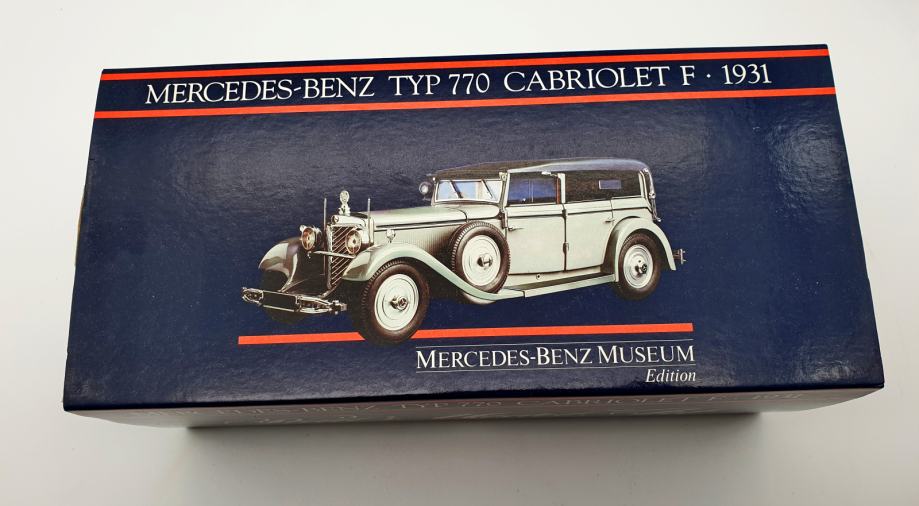 MERCEDES-BENZ TYP 770 CABRIOLET F · 1931
MERCEDES-BENZ MUSEUM
Edition